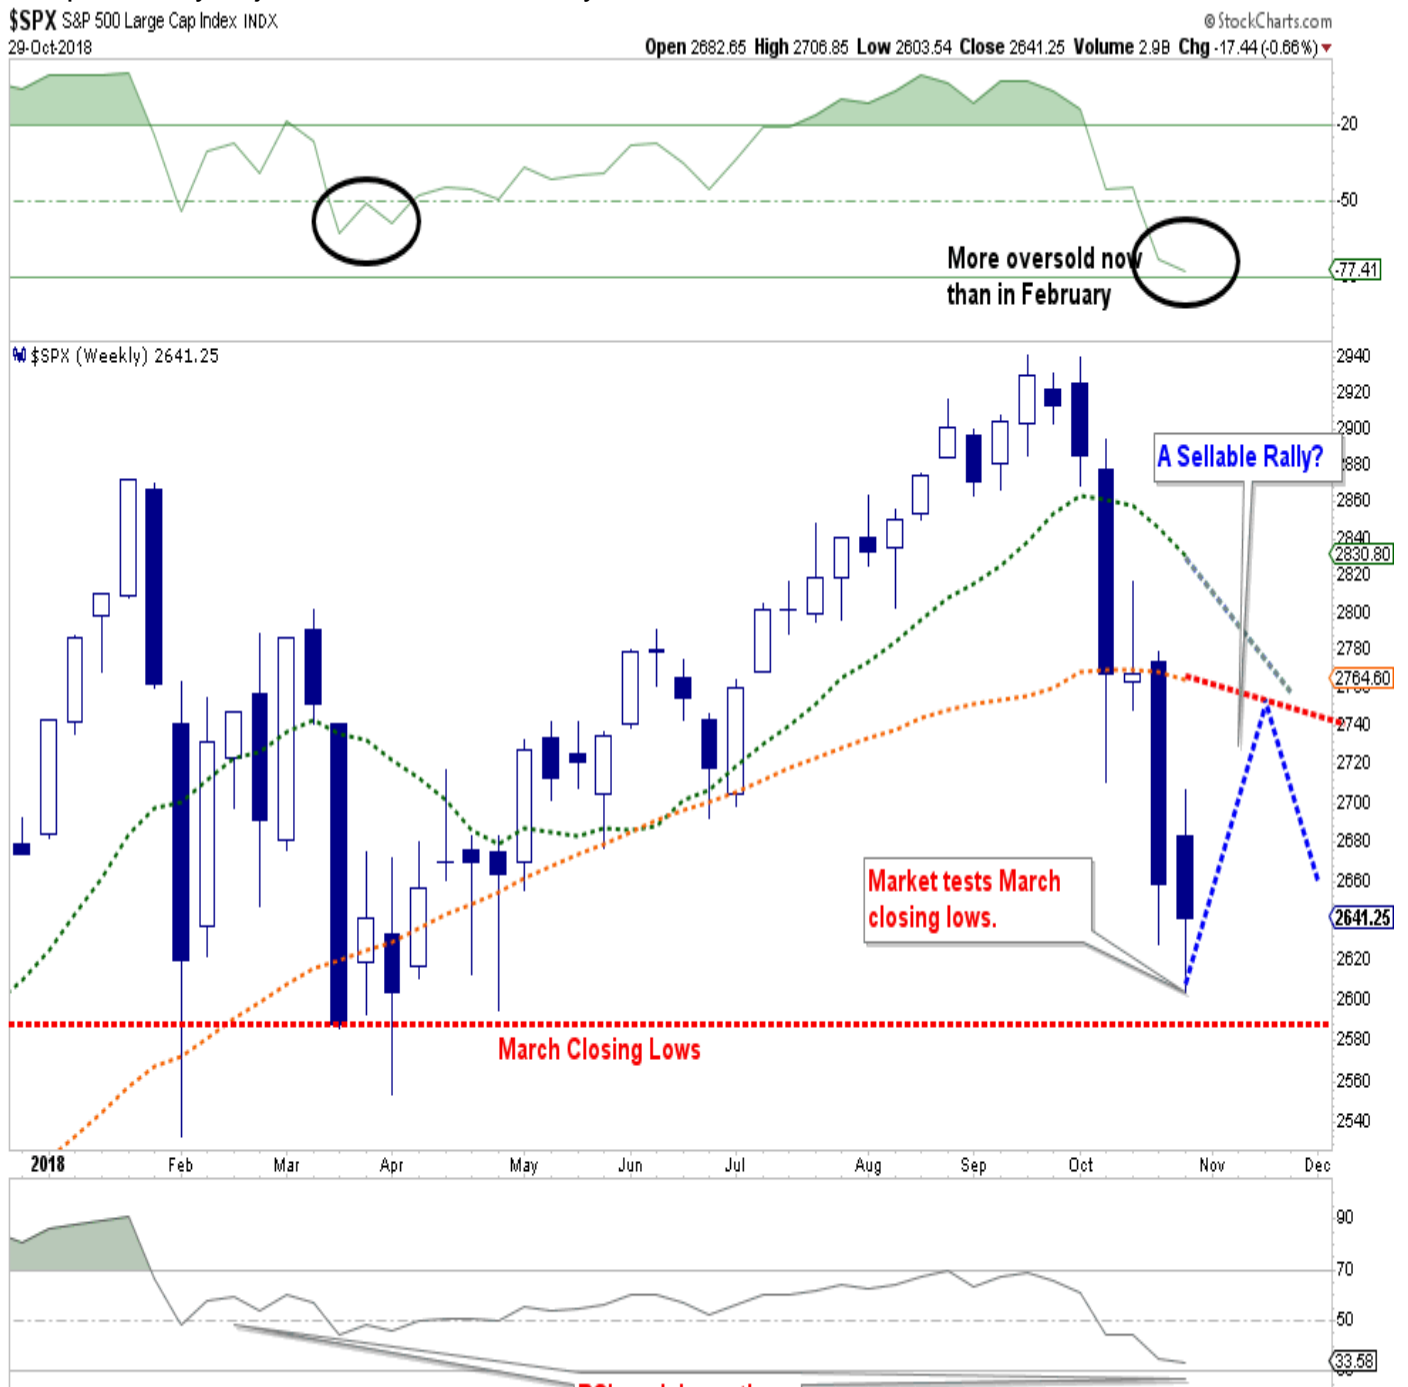 $SPX S&P 500 Large Cap Index INDX
© StockCharts.com
29-Oct-2018
Open 2682.65 High 2706.85 Low 2603.54 Close 2641.25 Volume 2.9B Chg -17.44 (-0.66%)
-20
-50
More oversold now
than in February
-77.41
$SPX (Weekly) 2641.25
2940
2920
2900
A Sellable Rally?
2880
2860
2840
2830.80
2820
2800
2780
2764.60
2740
2720
2700
2680
Market tests March
closing lows.
2660
2641.25
2620
2600
March Closing Lows
2580
2560
2540
2018 Feb Mar Apr May Jun Jul Aug Sep Oct Nov Dec
90
70
50
33.58